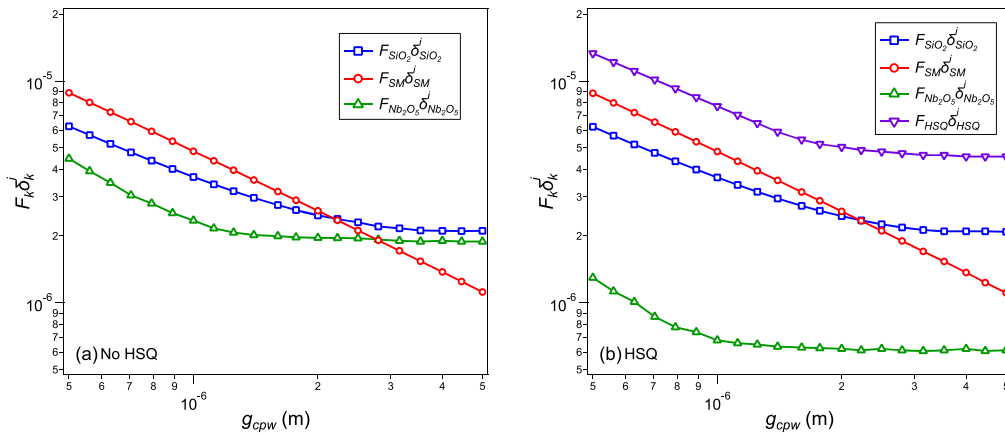 F_SiO₂ δ^j_SiO₂
F_SM δ^j_SM
F_Nb₂O₅ δ^j_Nb₂O₅
10⁻⁵
9
8
7
6
5
4
3
2
10⁻⁶
9
8
7
6
5
F_k δ_k^j
(a) No HSQ
5 6 7 8 9 2 3 4 5
10⁻⁶
g_cpw (m)
F_SiO₂ δ^j_SiO₂
F_SM δ^j_SM
F_Nb₂O₅ δ^j_Nb₂O₅
F_HSQ δ^j_HSQ
2
10⁻⁵
9
8
7
6
5
4
3
2
10⁻⁶
9
8
7
6
5
F_k δ_k^j
(b) HSQ
5 6 7 8 9 2 3 4 5
10⁻⁶
g_cpw (m)